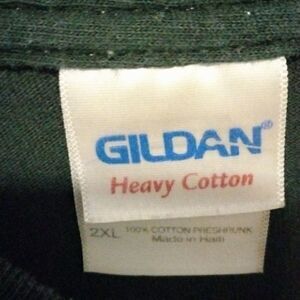 GILDAN®
Heavy Cotton
2XL 100% COTTON PRESHRUNK
Made in Haiti